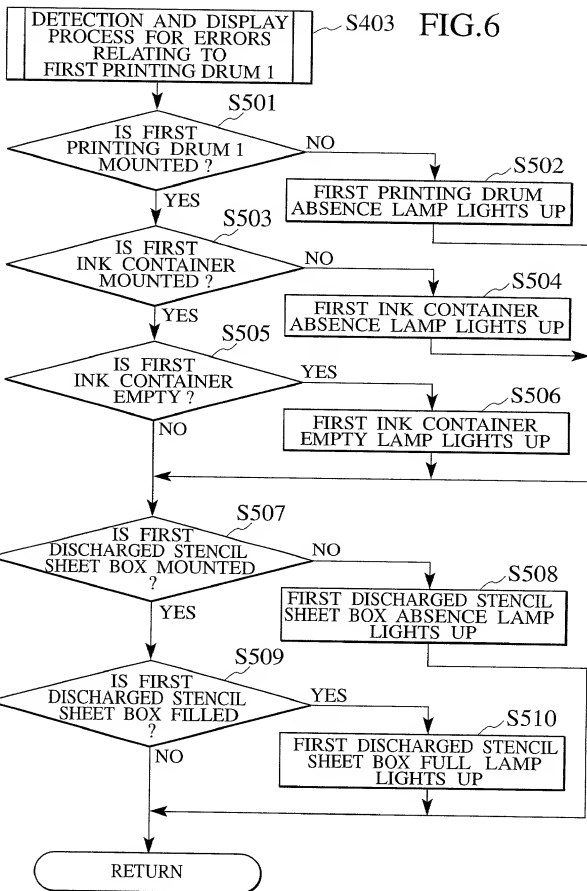 DETECTION AND DISPLAY
PROCESS FOR ERRORS
RELATING TO
FIRST PRINTING DRUM 1
S403
FIG.6
S501
IS FIRST
PRINTING DRUM 1
MOUNTED ?
NO
YES
S502
FIRST PRINTING DRUM
ABSENCE LAMP LIGHTS UP
S503
IS FIRST
INK CONTAINER
MOUNTED ?
NO
YES
S504
FIRST INK CONTAINER
ABSENCE LAMP LIGHTS UP
S505
IS FIRST
INK CONTAINER
EMPTY ?
YES
NO
S506
FIRST INK CONTAINER
EMPTY LAMP LIGHTS UP
S507
IS FIRST
DISCHARGED STENCIL
SHEET BOX MOUNTED
?
NO
YES
S508
FIRST DISCHARGED STENCIL
SHEET BOX ABSENCE LAMP
LIGHTS UP
S509
IS FIRST
DISCHARGED STENCIL
SHEET BOX FILLED
?
YES
NO
S510
FIRST DISCHARGED STENCIL
SHEET BOX FULL LAMP
LIGHTS UP
RETURN